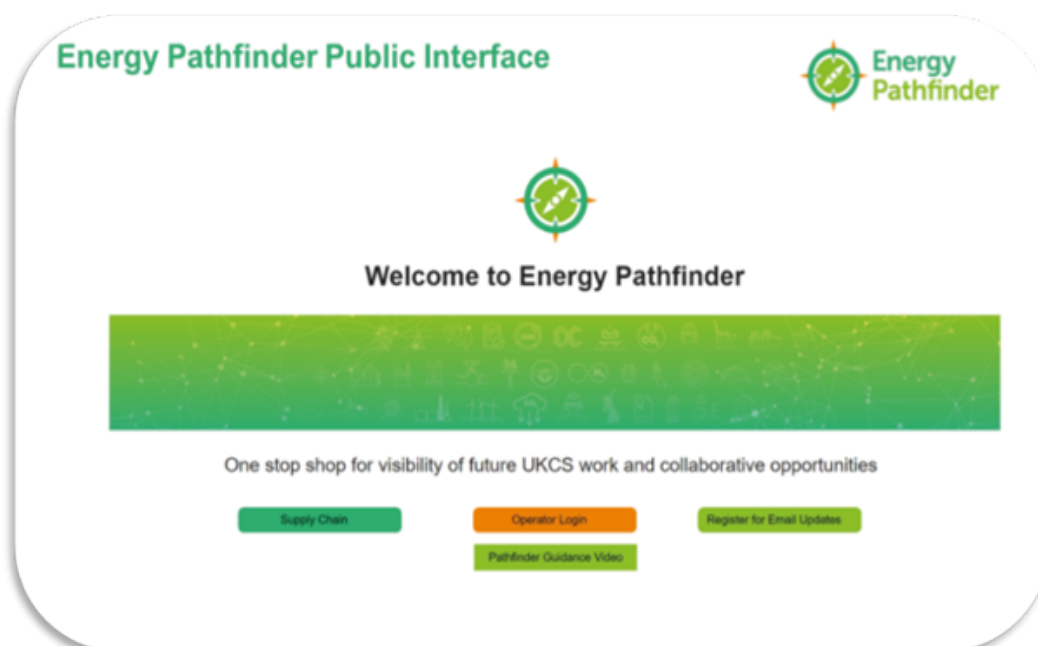 Energy Pathfinder Public Interface
Energy
Pathfinder
Welcome to Energy Pathfinder
One stop shop for visibility of future UKCS work and collaborative opportunities
Supply Chain
Operator Login
Register for Email Updates
Pathfinder Guidance Video